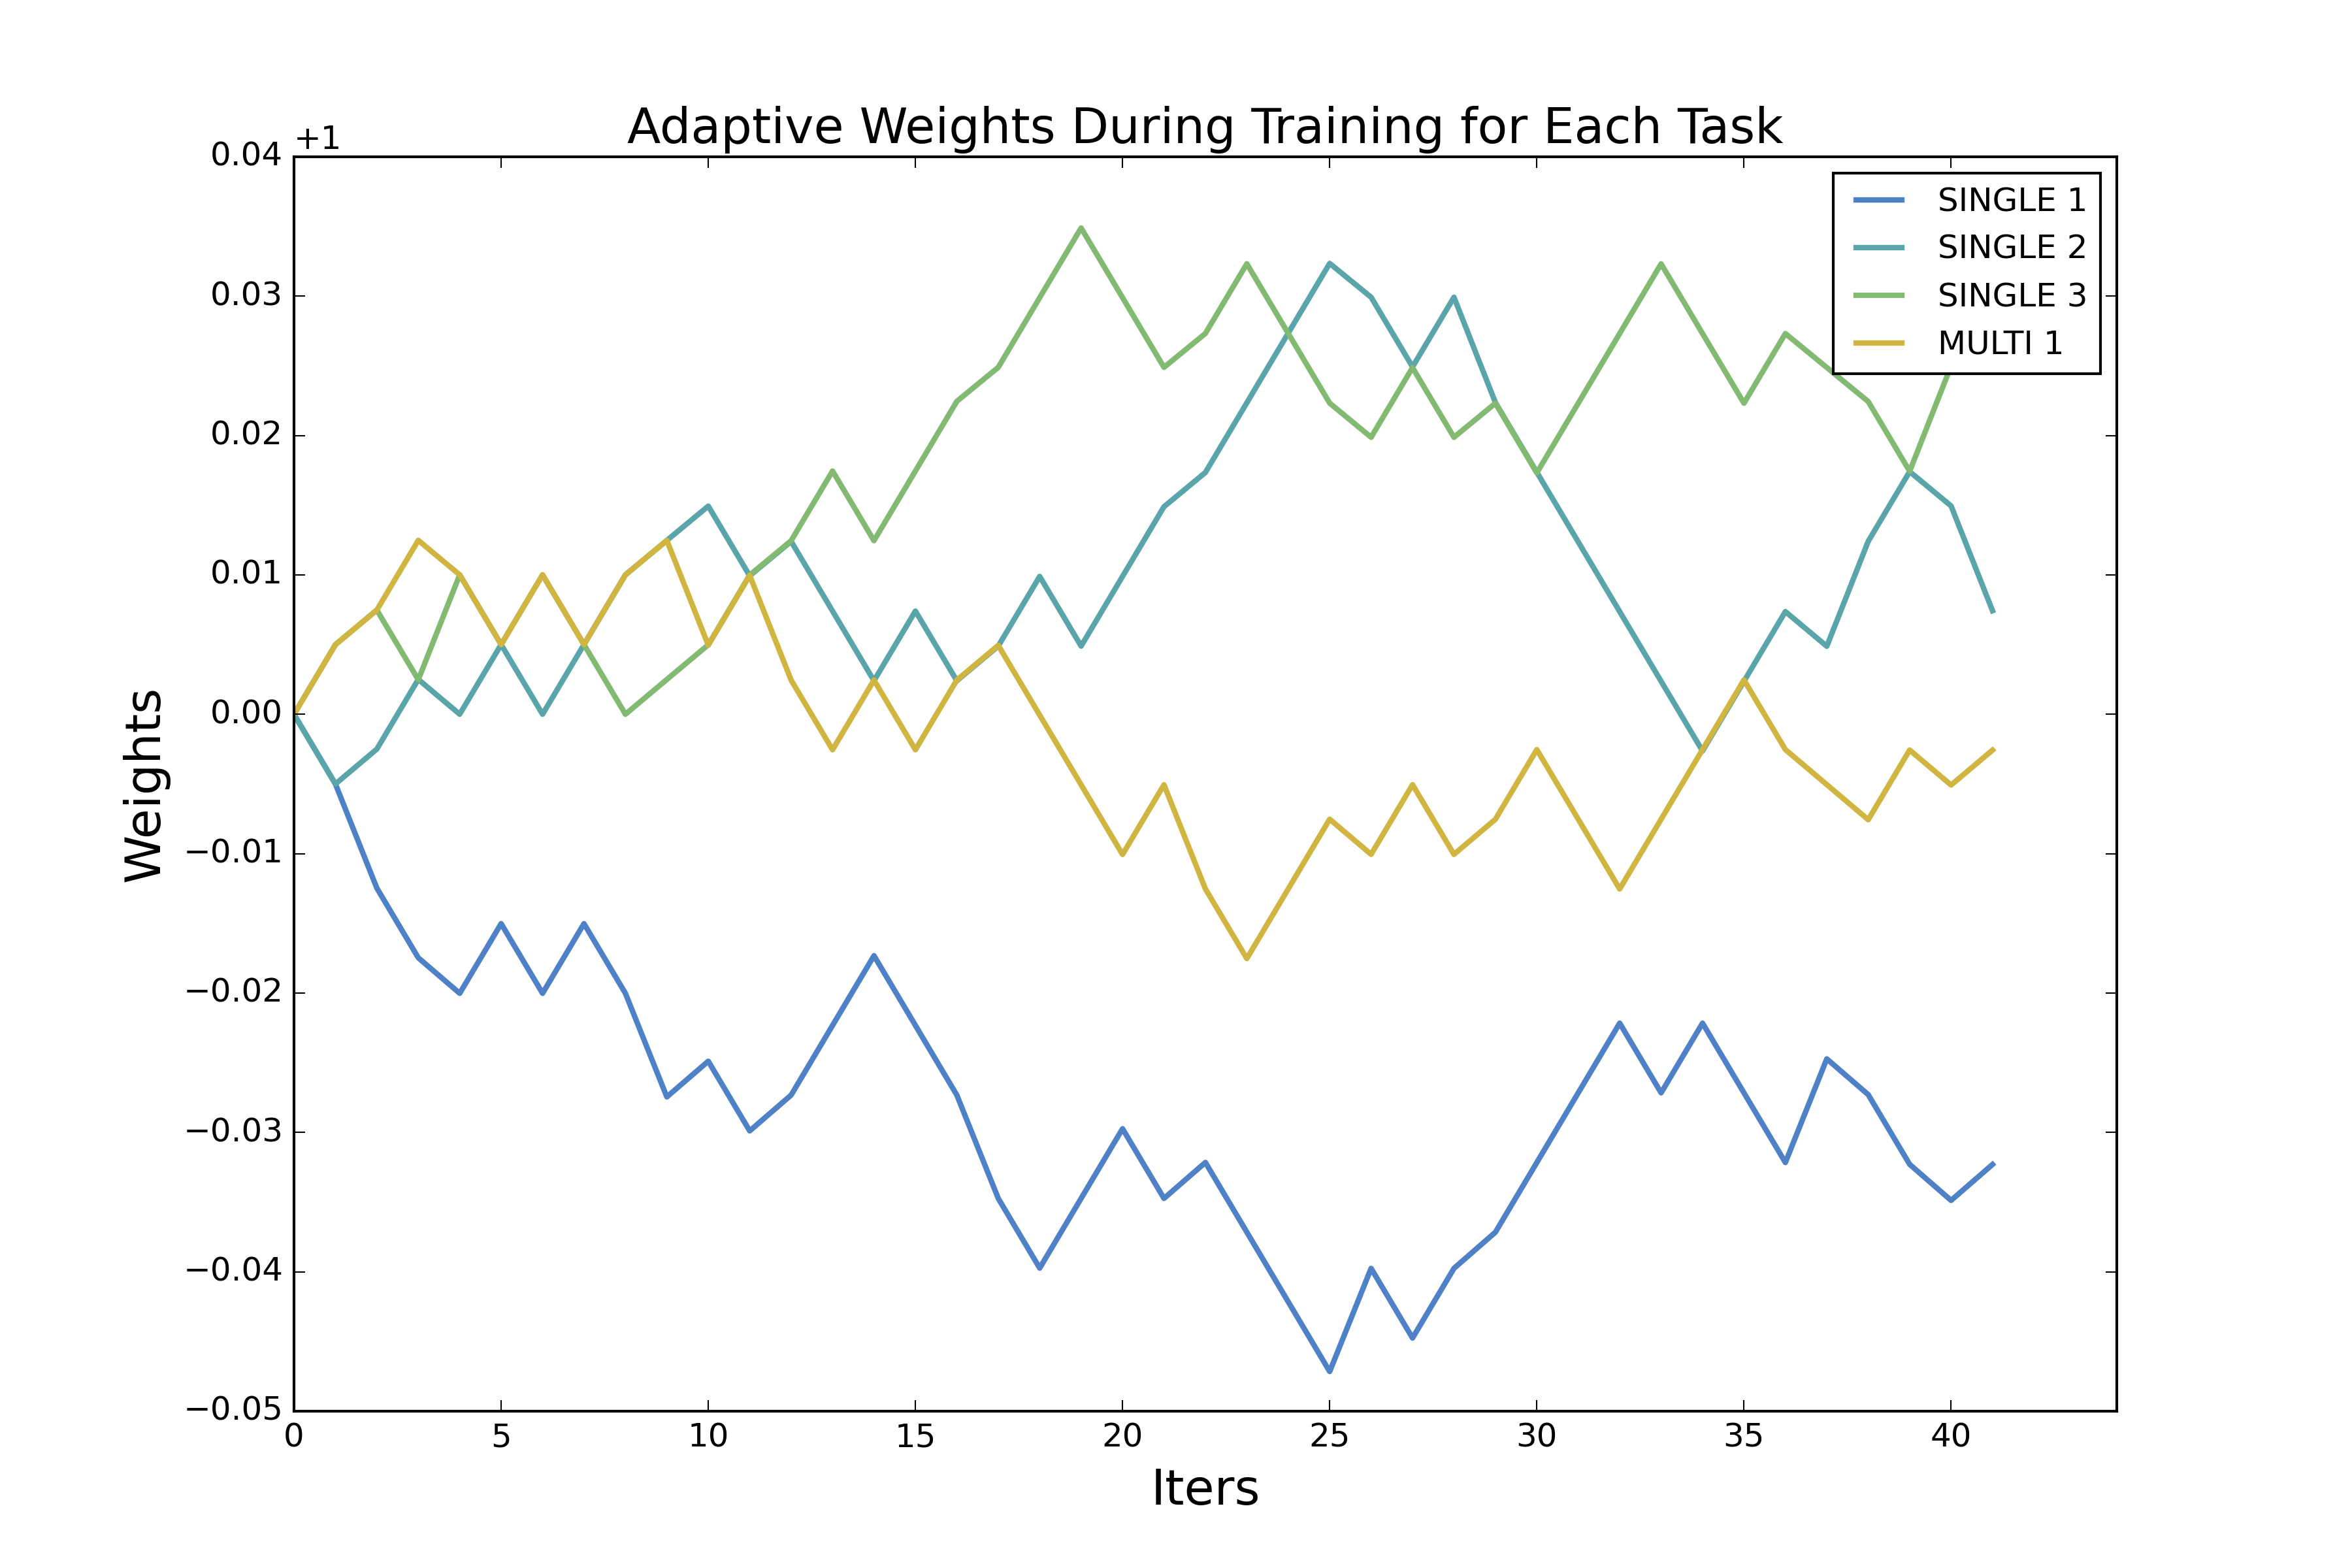 Adaptive Weights During Training for Each Task
+1
0.04
0.03
0.02
0.01
0.00
−0.01
−0.02
−0.03
−0.04
−0.05
Weights
0 5 10 15 20 25 30 35 40
Iters
SINGLE 1
SINGLE 2
SINGLE 3
MULTI 1